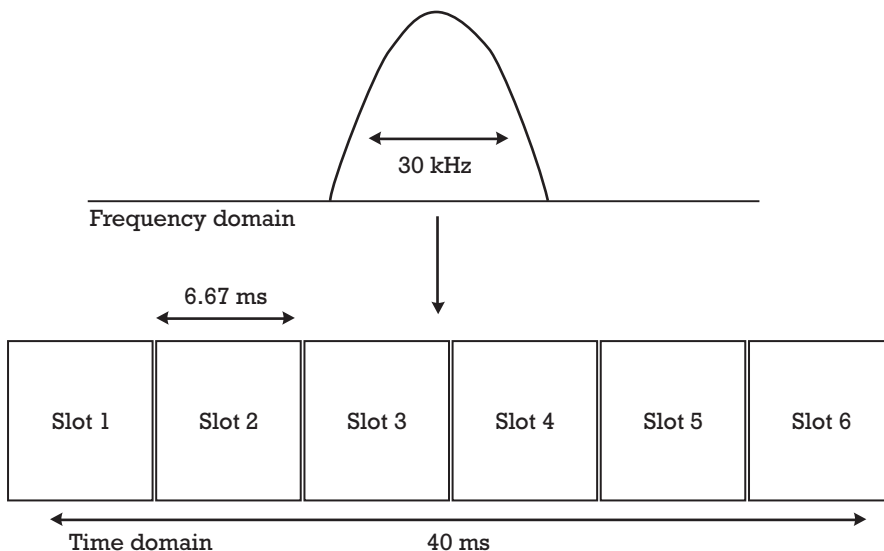 30 kHz
Frequency domain
6.67 ms
Slot 1 Slot 2 Slot 3 Slot 4 Slot 5 Slot 6
Time domain 40 ms